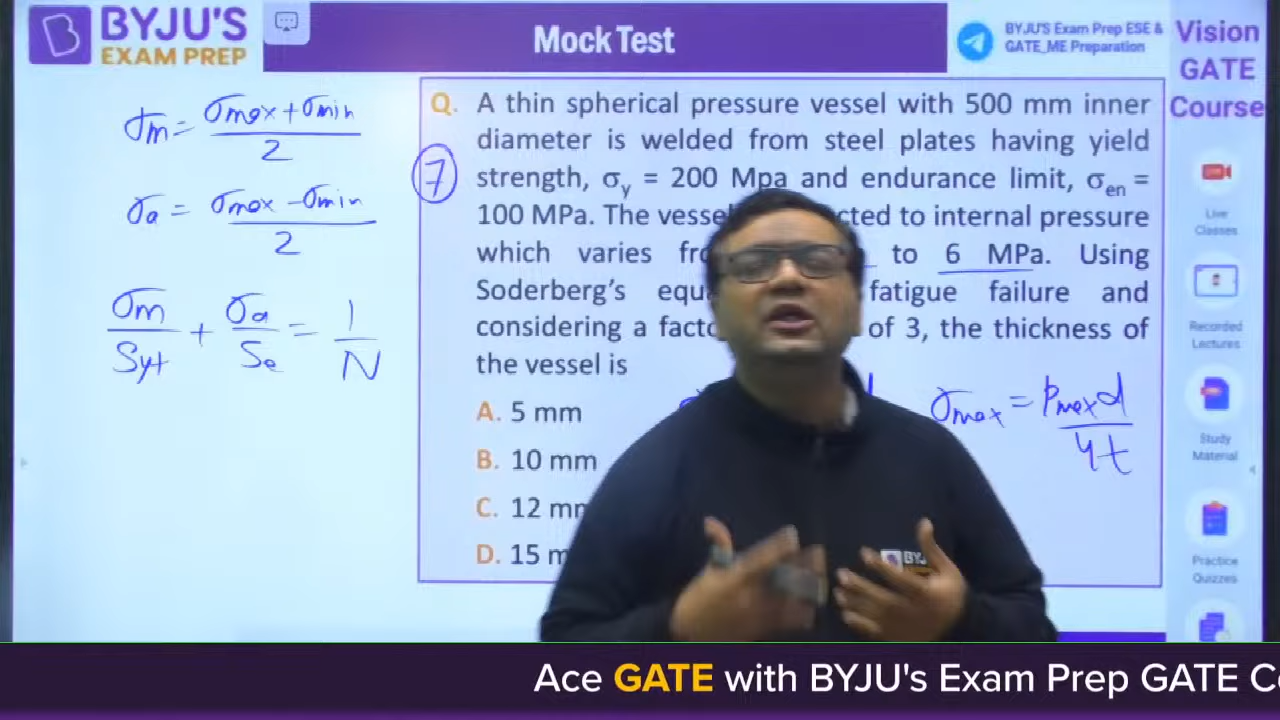 BYJU'S
EXAM PREP
Mock Test
BYJU'S Exam Prep ESE &
GATE_ME Preparation
Vision
GATE
Course
σm = σmax + σmin
2
σa = σmax - σmin
2
σm/Syt + σa/Se = 1/N
7
Q. A thin spherical pressure vessel with 500 mm inner
diameter is welded from steel plates having yield
strength, σy = 200 Mpa and endurance limit, σen =
100 MPa. The to internal pressure
which varies to 6 MPa. Using
Soderberg's fatigue failure and
considering a of 3, the thickness of
the vessel is
A. 5 mm
B. 10 mm
C. 12
D. 15
σmax = Pmax d
4t
Live
Classes
Recorded
Lectures
Study
Material
Practice
Quizzes
Ace GATE with BYJU's Exam Prep GATE